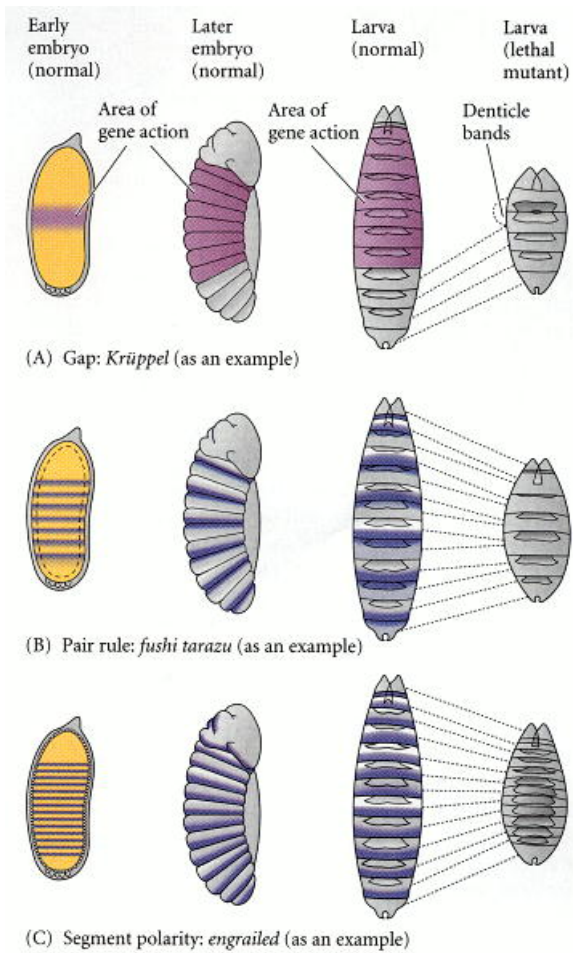 Early
embryo
(normal)
Later
embryo
(normal)
Larva
(normal)
Larva
(lethal
mutant)
Area of
gene action
Area of
gene action
Denticle
bands
(A) Gap: Krüppel (as an example)
(B) Pair rule: fushi tarazu (as an example)
(C) Segment polarity: engrailed (as an example)